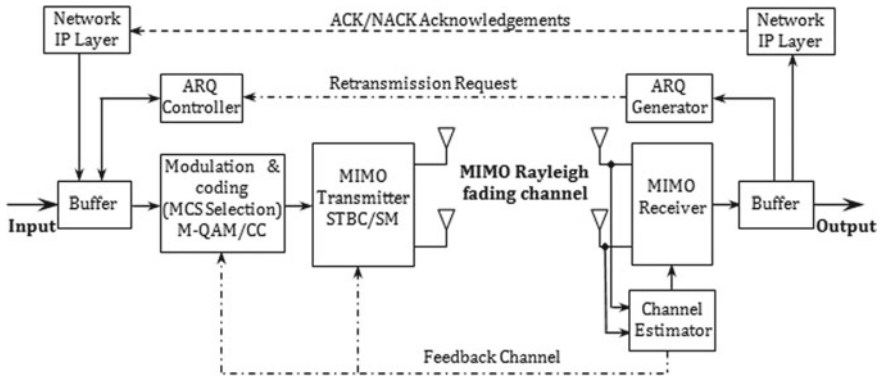 Network
IP Layer
ACK/NACK Acknowledgements
Network
IP Layer
ARQ
Controller
Retransmission Request
ARQ
Generator
Modulation &
coding
(MCS Selection)
M-QAM/CC
MIMO
Transmitter
STBC/SM
MIMO Rayleigh
fading channel
MIMO
Receiver
Input
Buffer
Buffer
Output
Channel
Estimator
Feedback Channel